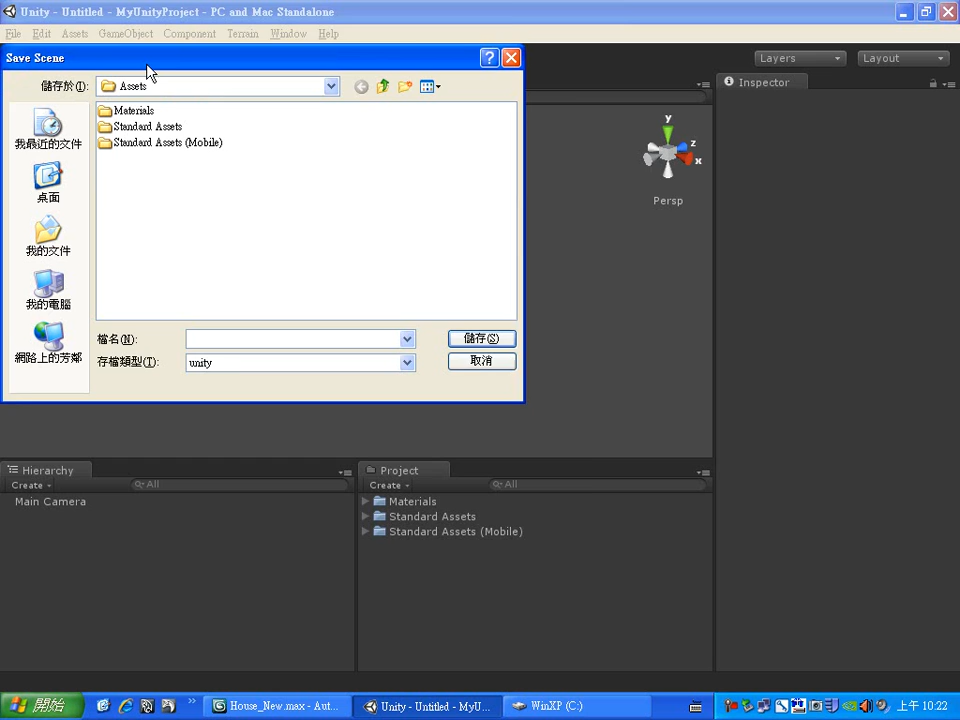 Unity - Untitled - MyUnityProject - PC and Mac Standalone
File Edit Assets GameObject Component Terrain Window Help
Save Scene
儲存於(I): Assets
Layers Layout
Inspector
Materials
Standard Assets
Standard Assets (Mobile)
我最近的文件
桌面
我的文件
我的電腦
網路上的芳鄰
檔名(N): 儲存(S)
存檔類型(T): unity 取消
y
z
x
Persp
Hierarchy Project
Create All Create All
Main Camera Materials
Standard Assets
Standard Assets (Mobile)
開始 House_New.max - Aut... Unity - Untitled - MyU... WinXP (C:) 上午 10:22